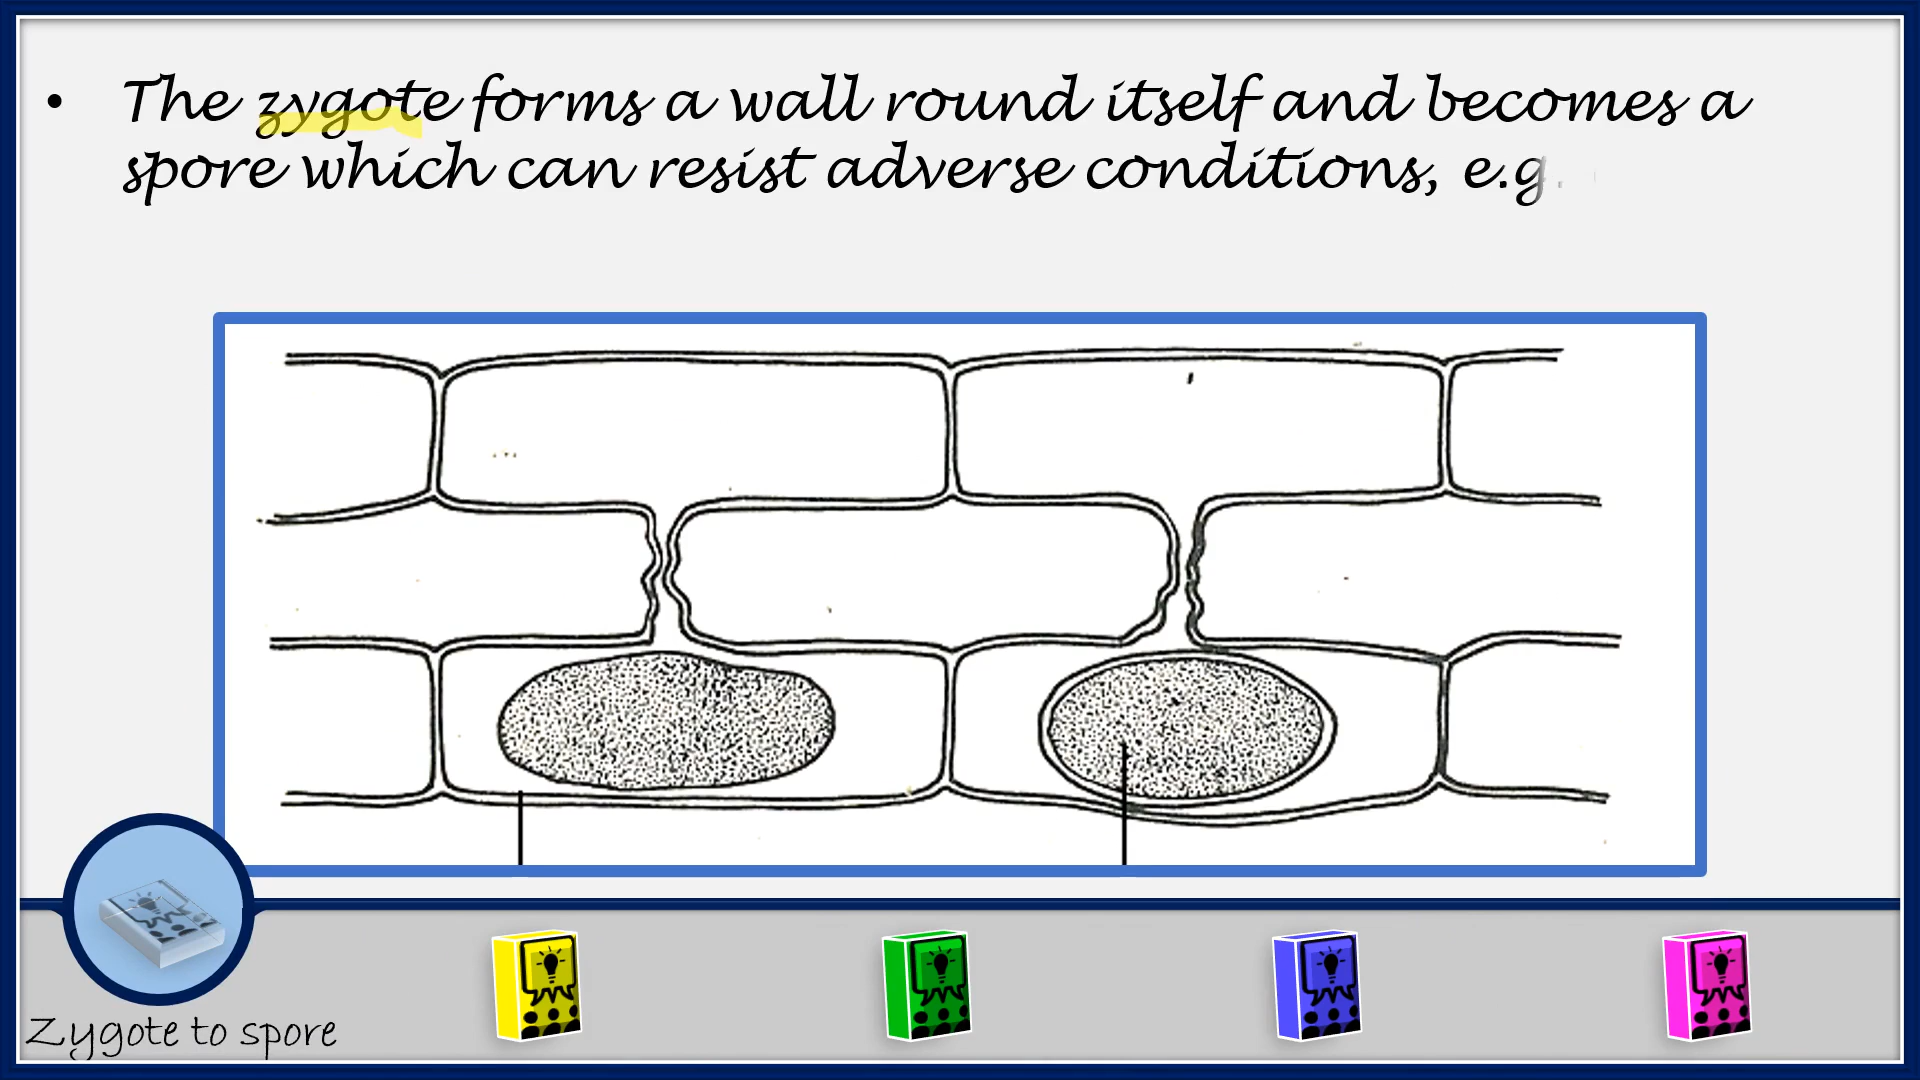 • The zygote forms a wall round itself and becomes a
spore which can resist adverse conditions, e.g.
Zygote to spore